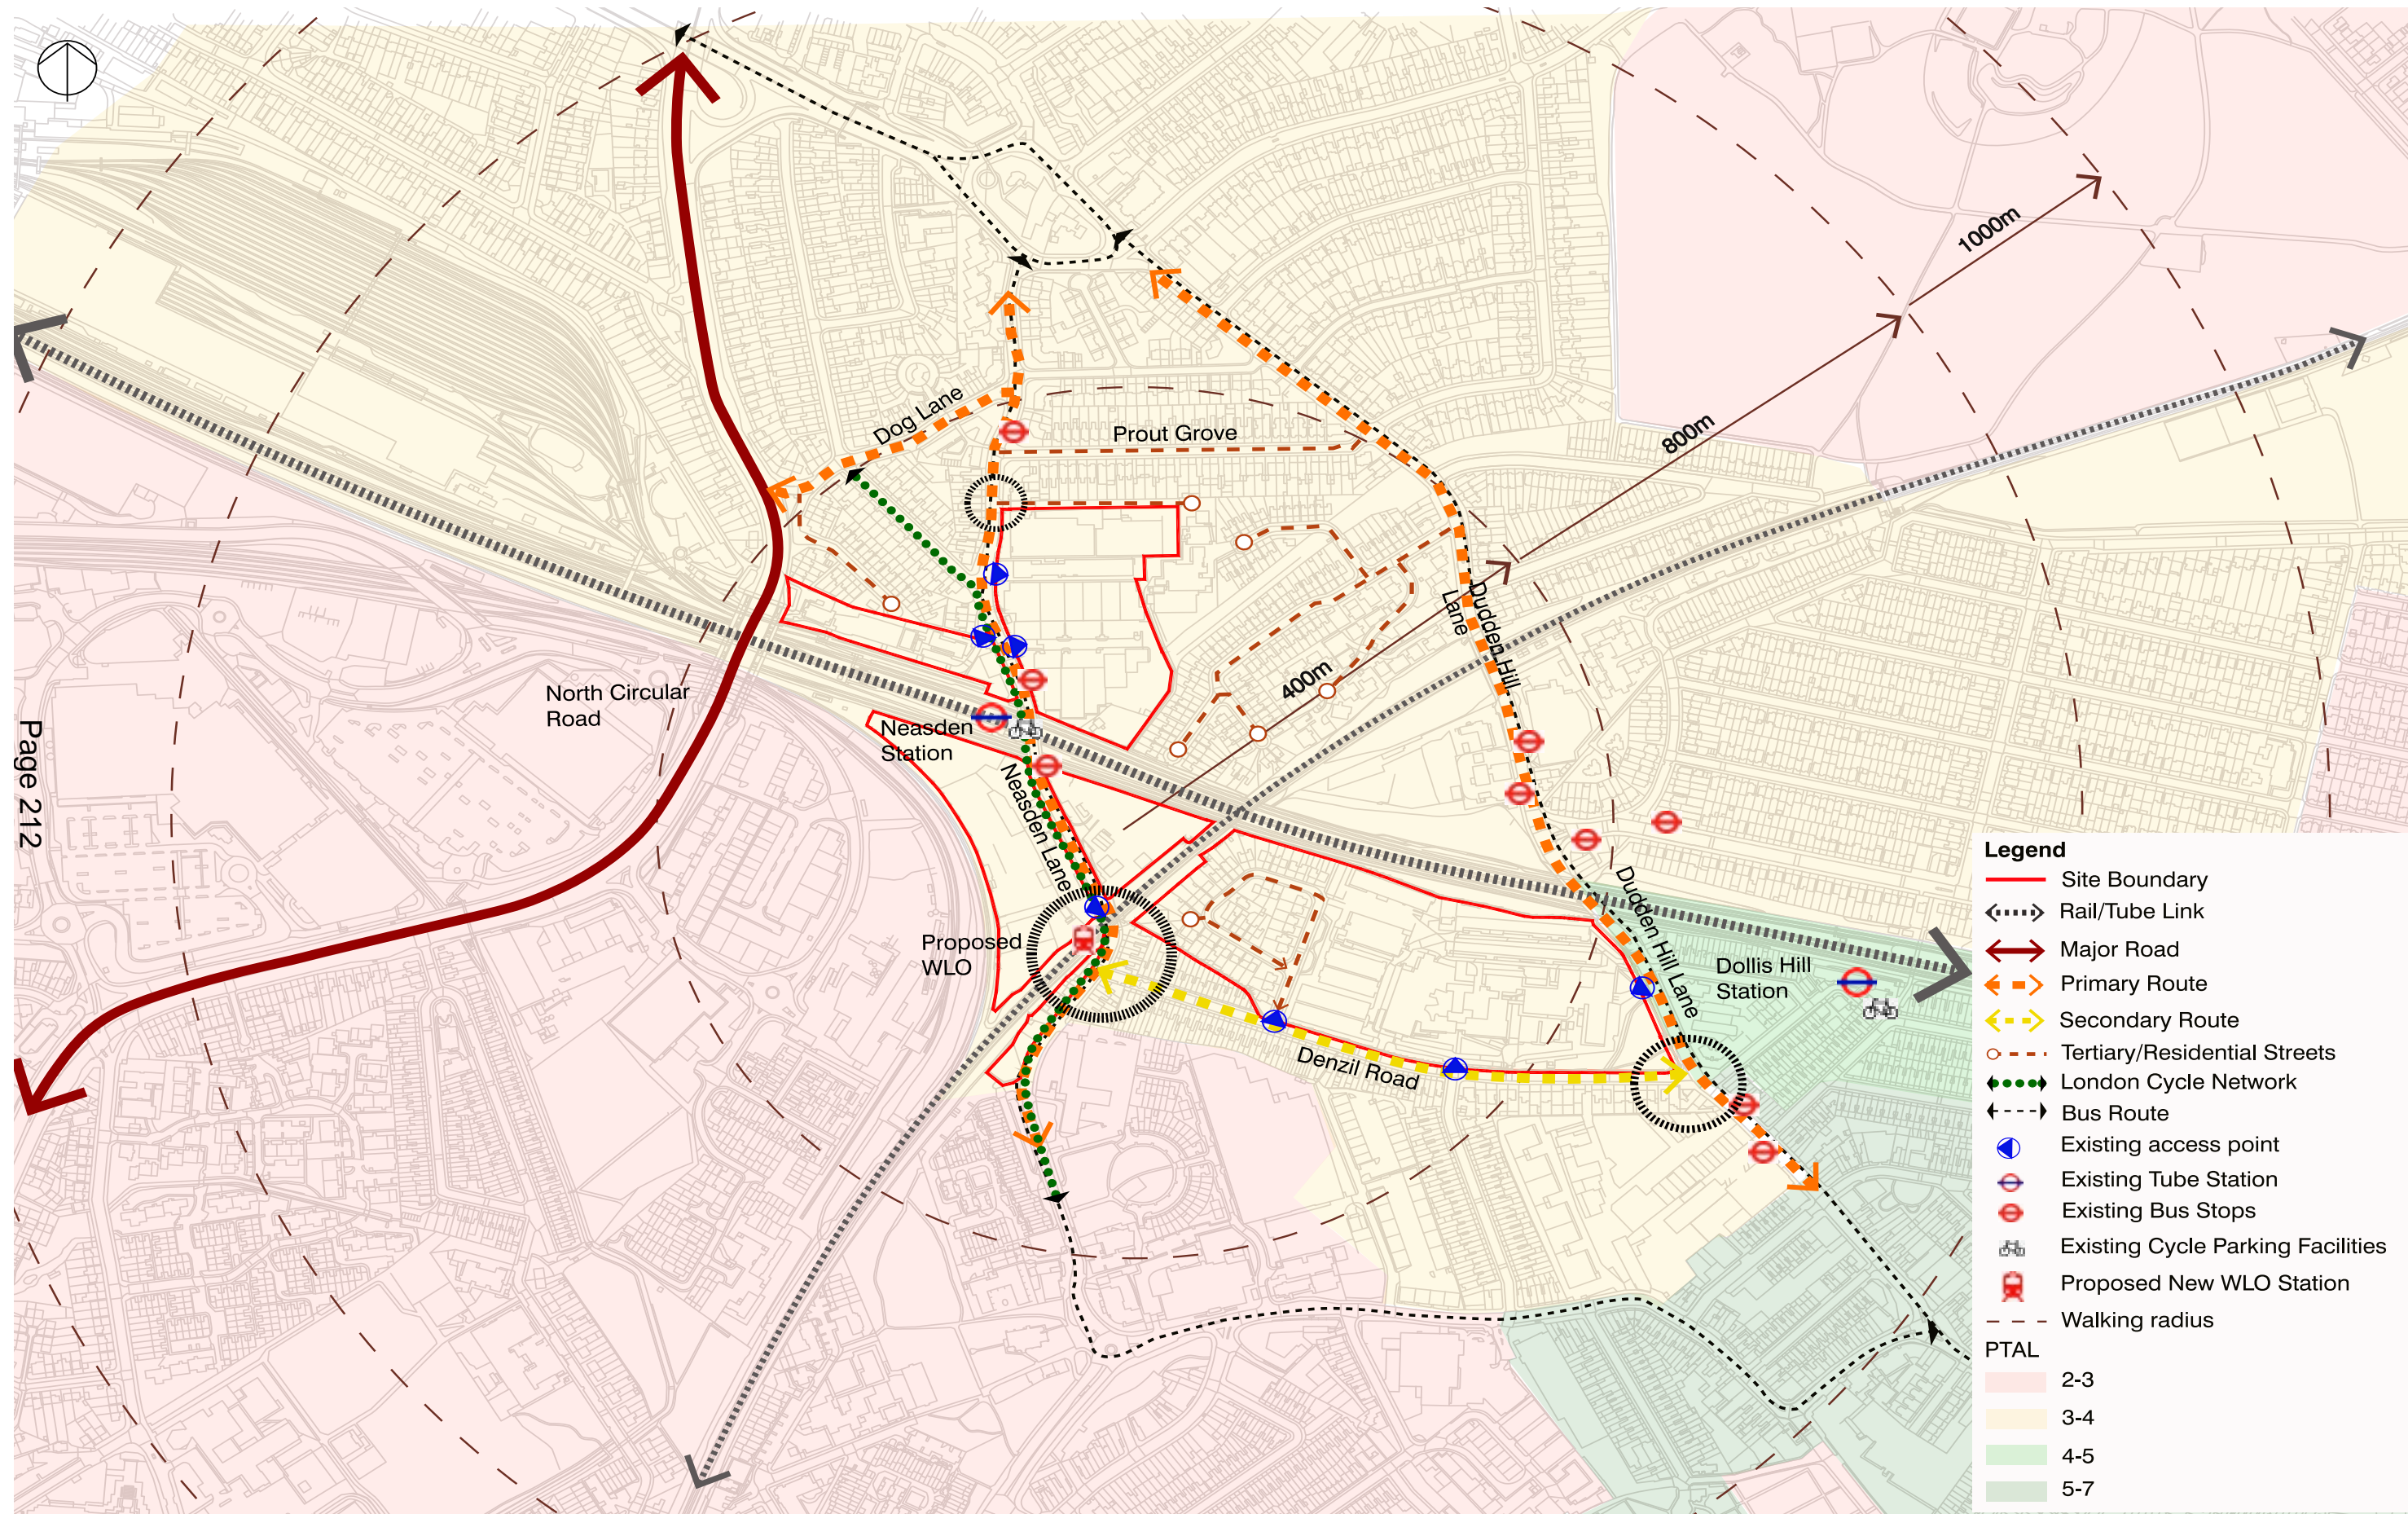 1000m
800m
Dog Lane
Prout Grove
Dudden Hill
Lane
400m
North Circular
Road
Neasden
Station
Page 212
Neasden Lane
Proposed
WLO
Dudden Hill Lane
Dollis Hill
Station
Denzil Road
Legend
Site Boundary
Rail/Tube Link
Major Road
Primary Route
Secondary Route
Tertiary/Residential Streets
London Cycle Network
Bus Route
Existing access point
Existing Tube Station
Existing Bus Stops
Existing Cycle Parking Facilities
Proposed New WLO Station
Walking radius
PTAL
2-3
3-4
4-5
5-7